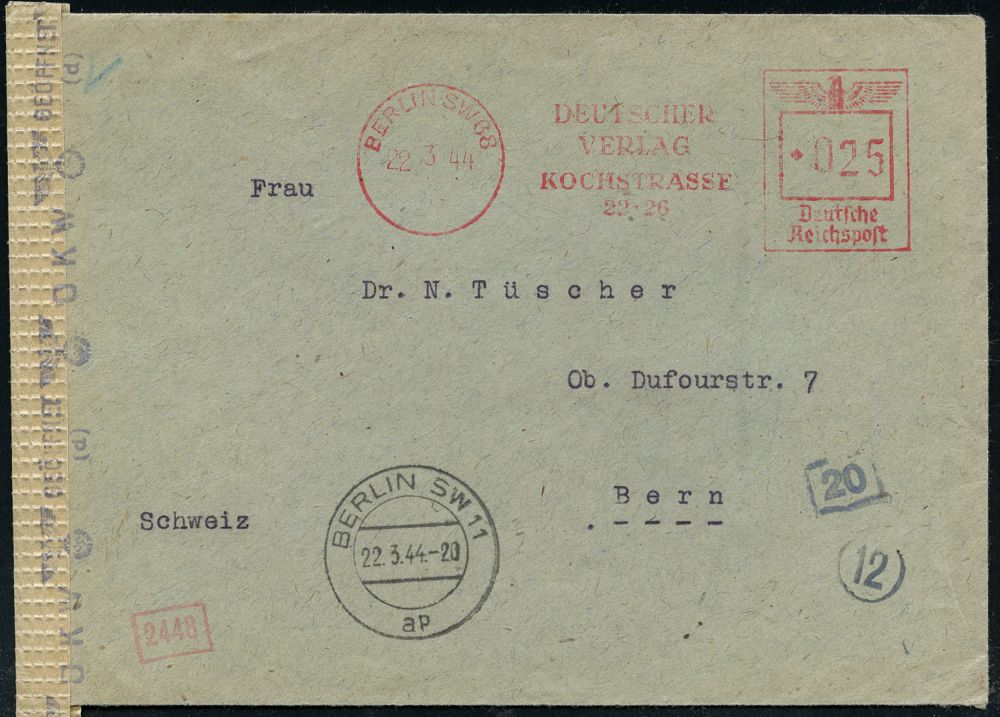 BERLIN SW 68
22.3.44
DEUTSCHER
VERLAG
KOCHSTRASSE
22-26
025
Deutsche
Reichspost
Frau
Dr. N. Tüscher
Ob. Dufourstr. 7
Bern
Schweiz
BERLIN SW 11
22.3.44.-20
ap
20
12
2448
GEÖFFNET
(d)
OKW
GEÖFFNET
(d)
OKW